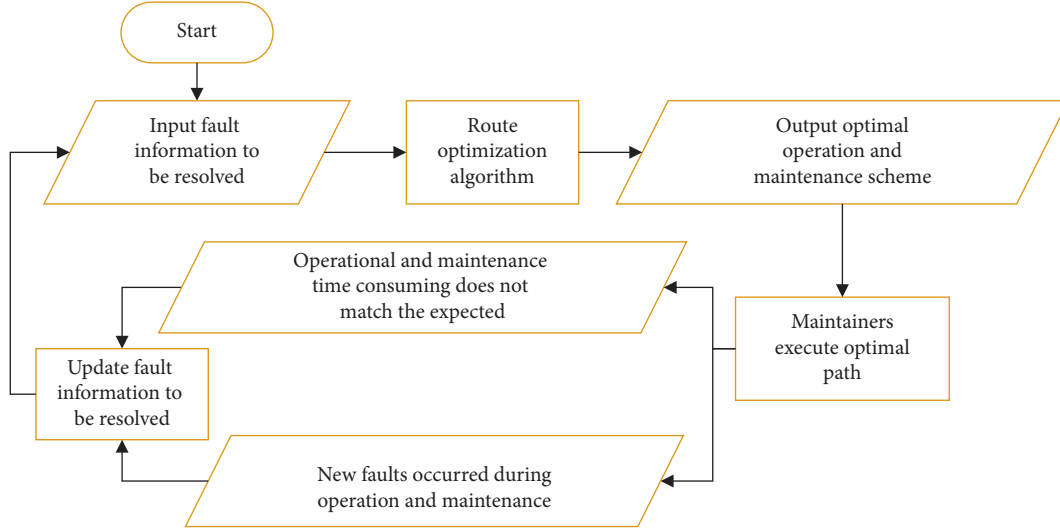 Start
Input fault
information to
be resolved
Route
optimization
algorithm
Output optimal
operation and
maintenance scheme
Operational and maintenance
time consuming does not
match the expected
Maintainers
execute optimal
path
Update fault
information to
be resolved
New faults occurred during
operation and maintenance